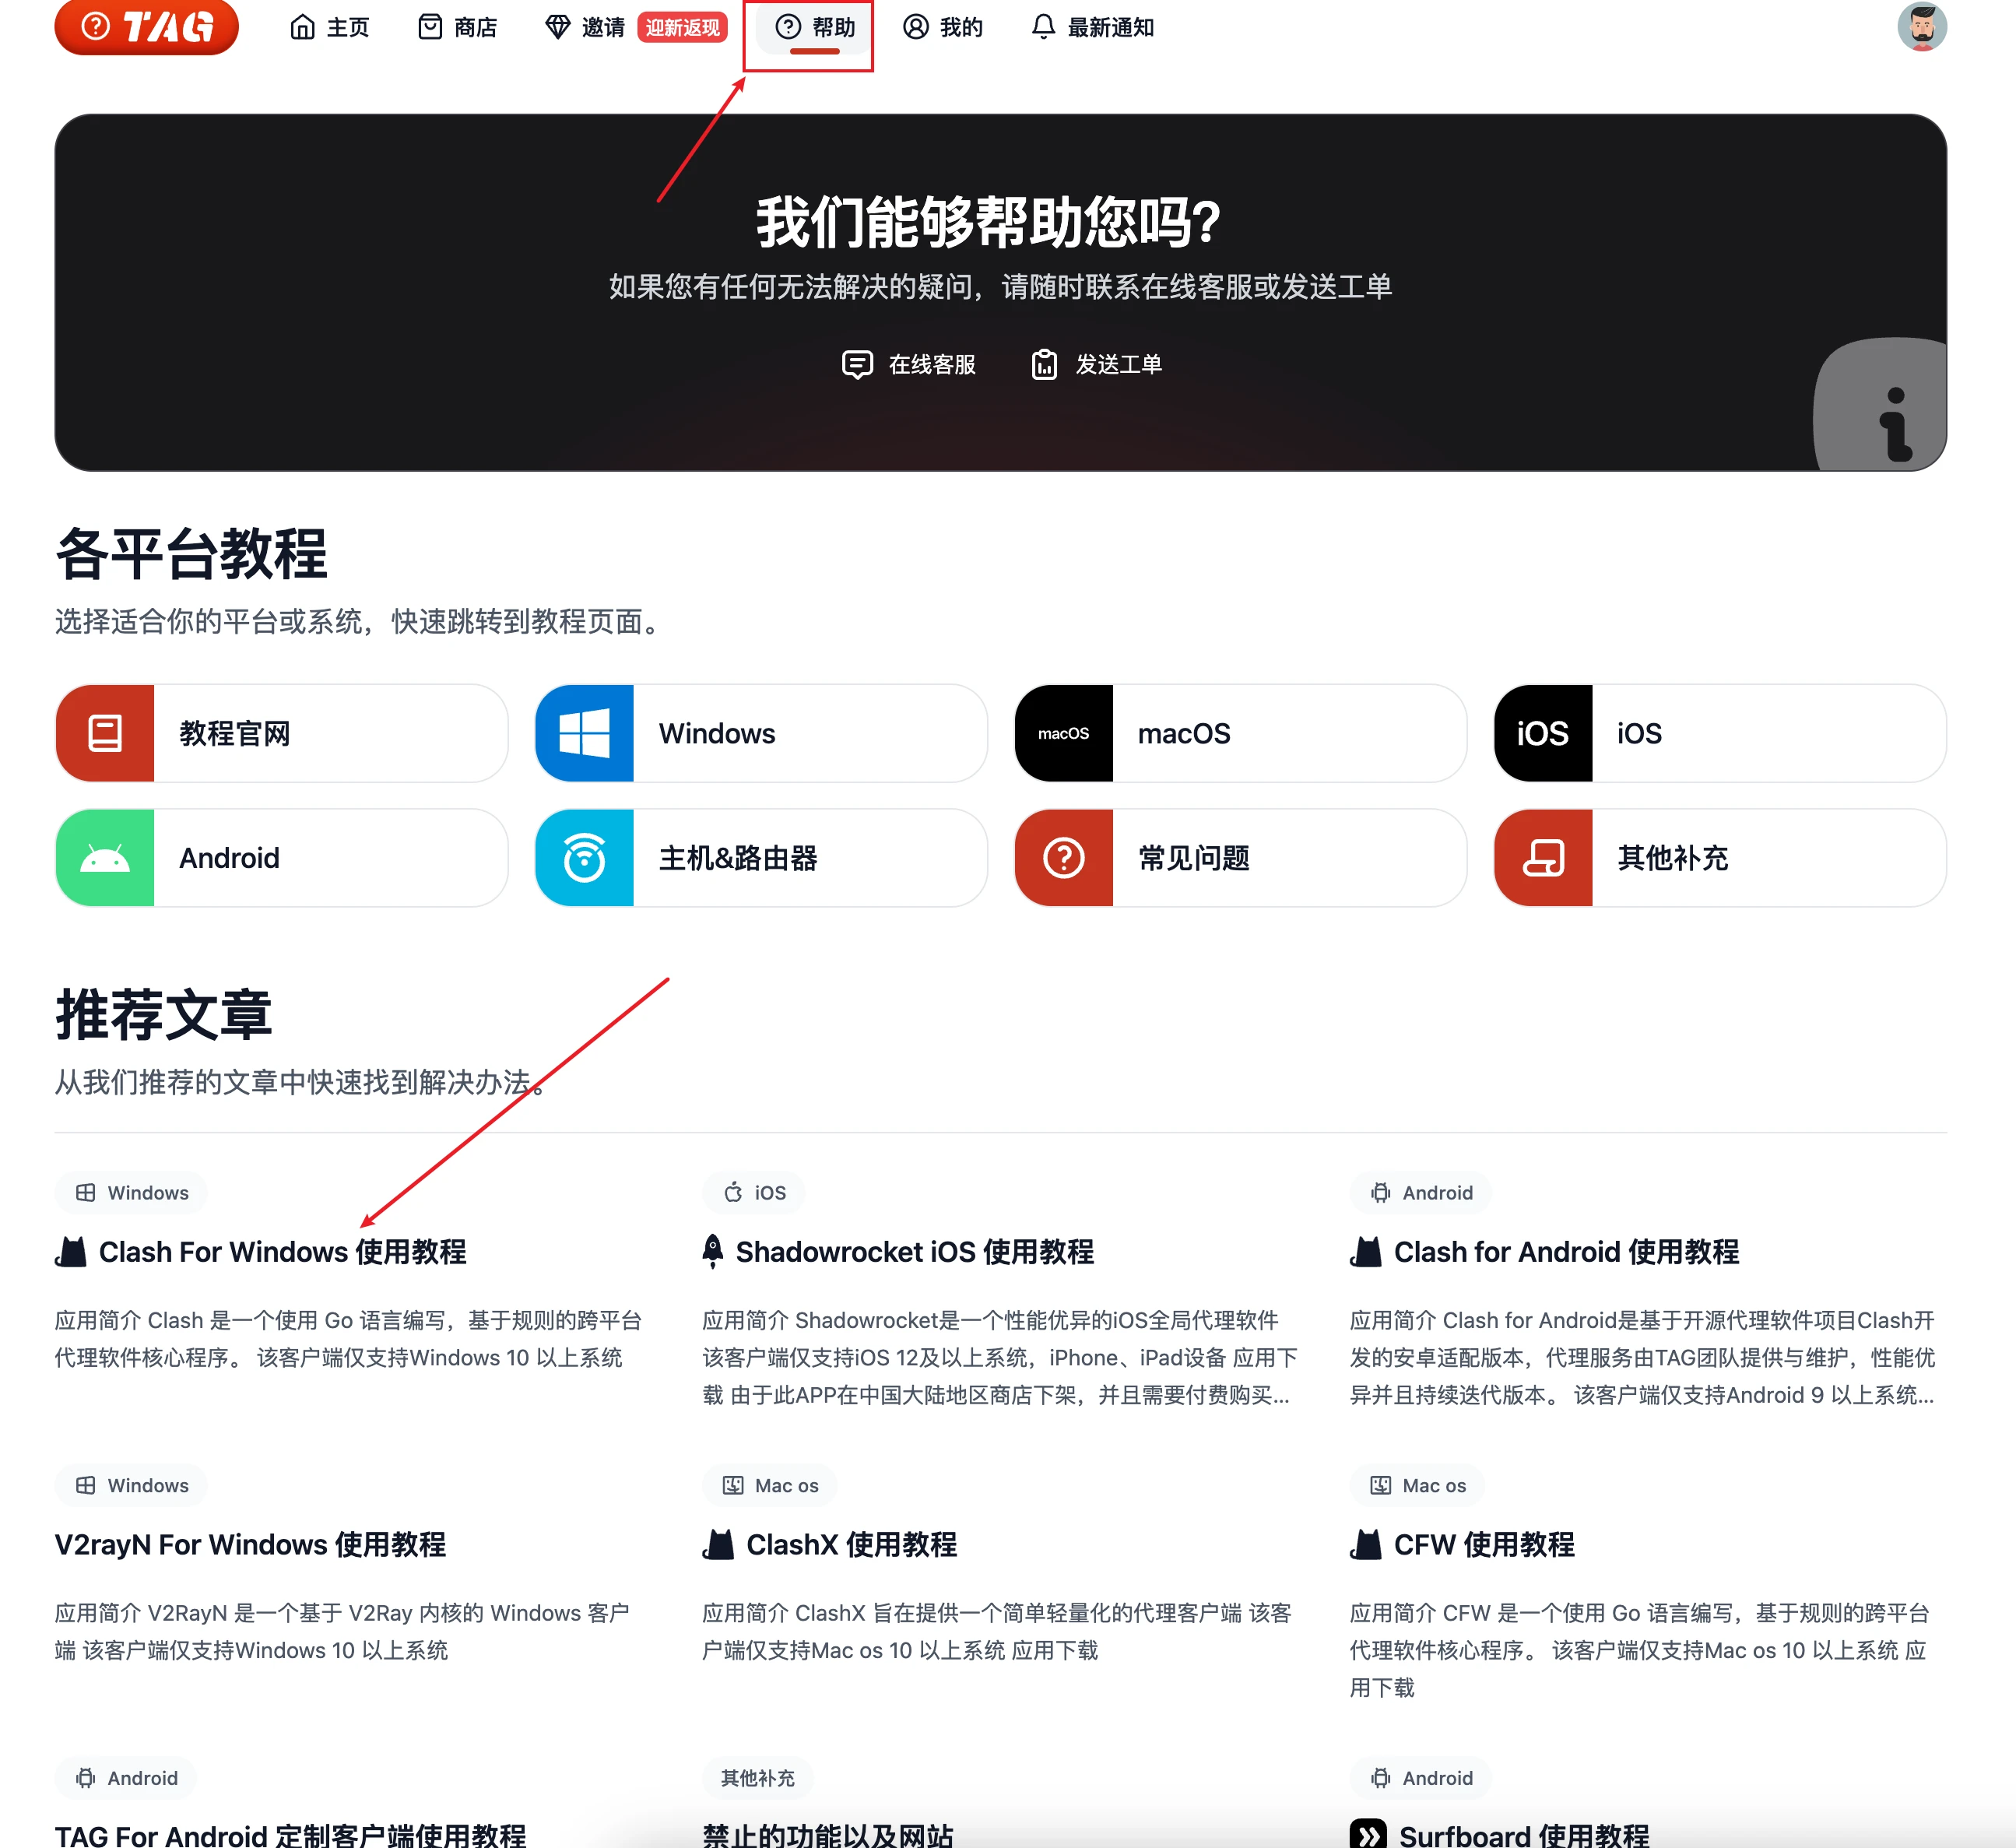 TAG
主页
商店
邀请
迎新返现
帮助
我的
最新通知
我们能够帮助您吗?
如果您有任何无法解决的疑问，请随时联系在线客服或发送工单
在线客服
发送工单
各平台教程
选择适合你的平台或系统，快速跳转到教程页面。
教程官网
Windows
macOS
macOS
iOS
iOS
Android
主机&路由器
常见问题
其他补充
推荐文章
从我们推荐的文章中快速找到解决办法。
Windows
Clash For Windows 使用教程
应用简介 Clash 是一个使用 Go 语言编写，基于规则的跨平台
代理软件核心程序。 该客户端仅支持Windows 10 以上系统
iOS
Shadowrocket iOS 使用教程
应用简介 Shadowrocket是一个性能优异的iOS全局代理软件
该客户端仅支持iOS 12及以上系统，iPhone、iPad设备 应用下
载 由于此APP在中国大陆地区商店下架，并且需要付费购买...
Android
Clash for Android 使用教程
应用简介 Clash for Android是基于开源代理软件项目Clash开
发的安卓适配版本，代理服务由TAG团队提供与维护，性能优
异并且持续迭代版本。 该客户端仅支持Android 9 以上系统...
Windows
V2rayN For Windows 使用教程
应用简介 V2RayN 是一个基于 V2Ray 内核的 Windows 客户
端 该客户端仅支持Windows 10 以上系统
Mac os
ClashX 使用教程
应用简介 ClashX 旨在提供一个简单轻量化的代理客户端 该客
户端仅支持Mac os 10 以上系统 应用下载
Mac os
CFW 使用教程
应用简介 CFW 是一个使用 Go 语言编写，基于规则的跨平台
代理软件核心程序。 该客户端仅支持Mac os 10 以上系统 应
用下载
Android
TAG For Android 定制客户端使用教程
其他补充
禁止的功能以及网站
Android
Surfboard 使用教程